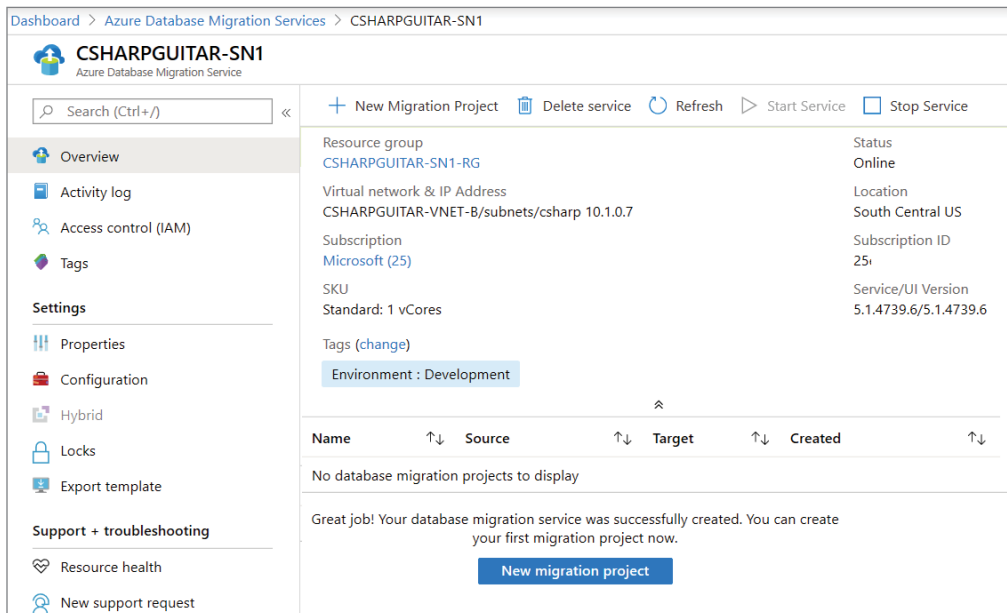 Dashboard > Azure Database Migration Services > CSHARPGUITAR-SN1
CSHARPGUITAR-SN1
Azure Database Migration Service
Search (Ctrl+/)
«
Overview
Activity log
Access control (IAM)
Tags
Settings
Properties
Configuration
Hybrid
Locks
Export template
Support + troubleshooting
Resource health
New support request
New Migration Project Delete service Refresh Start Service Stop Service
Resource group
CSHARPGUITAR-SN1-RG
Virtual network & IP Address
CSHARPGUITAR-VNET-B/subnets/csharp 10.1.0.7
Subscription
Microsoft (25)
SKU
Standard: 1 vCores
Tags (change)
Environment : Development
Status
Online
Location
South Central US
Subscription ID
25
Service/UI Version
5.1.4739.6/5.1.4739.6
Name Source Target Created
No database migration projects to display
Great job! Your database migration service was successfully created. You can create
your first migration project now.
New migration project